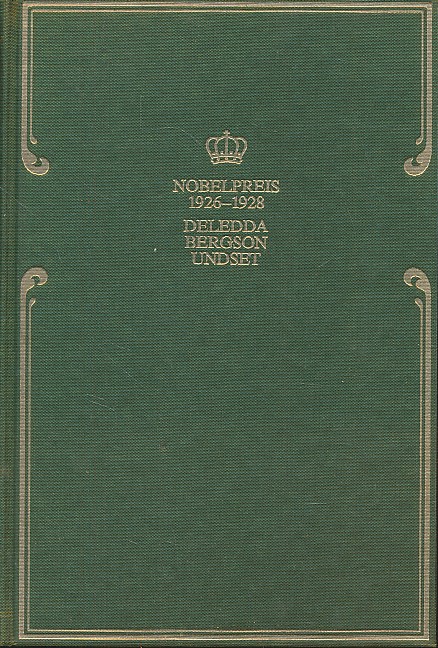 NOBELPREIS
1926–1928
DELEDDA
BERGSON
UNDSET